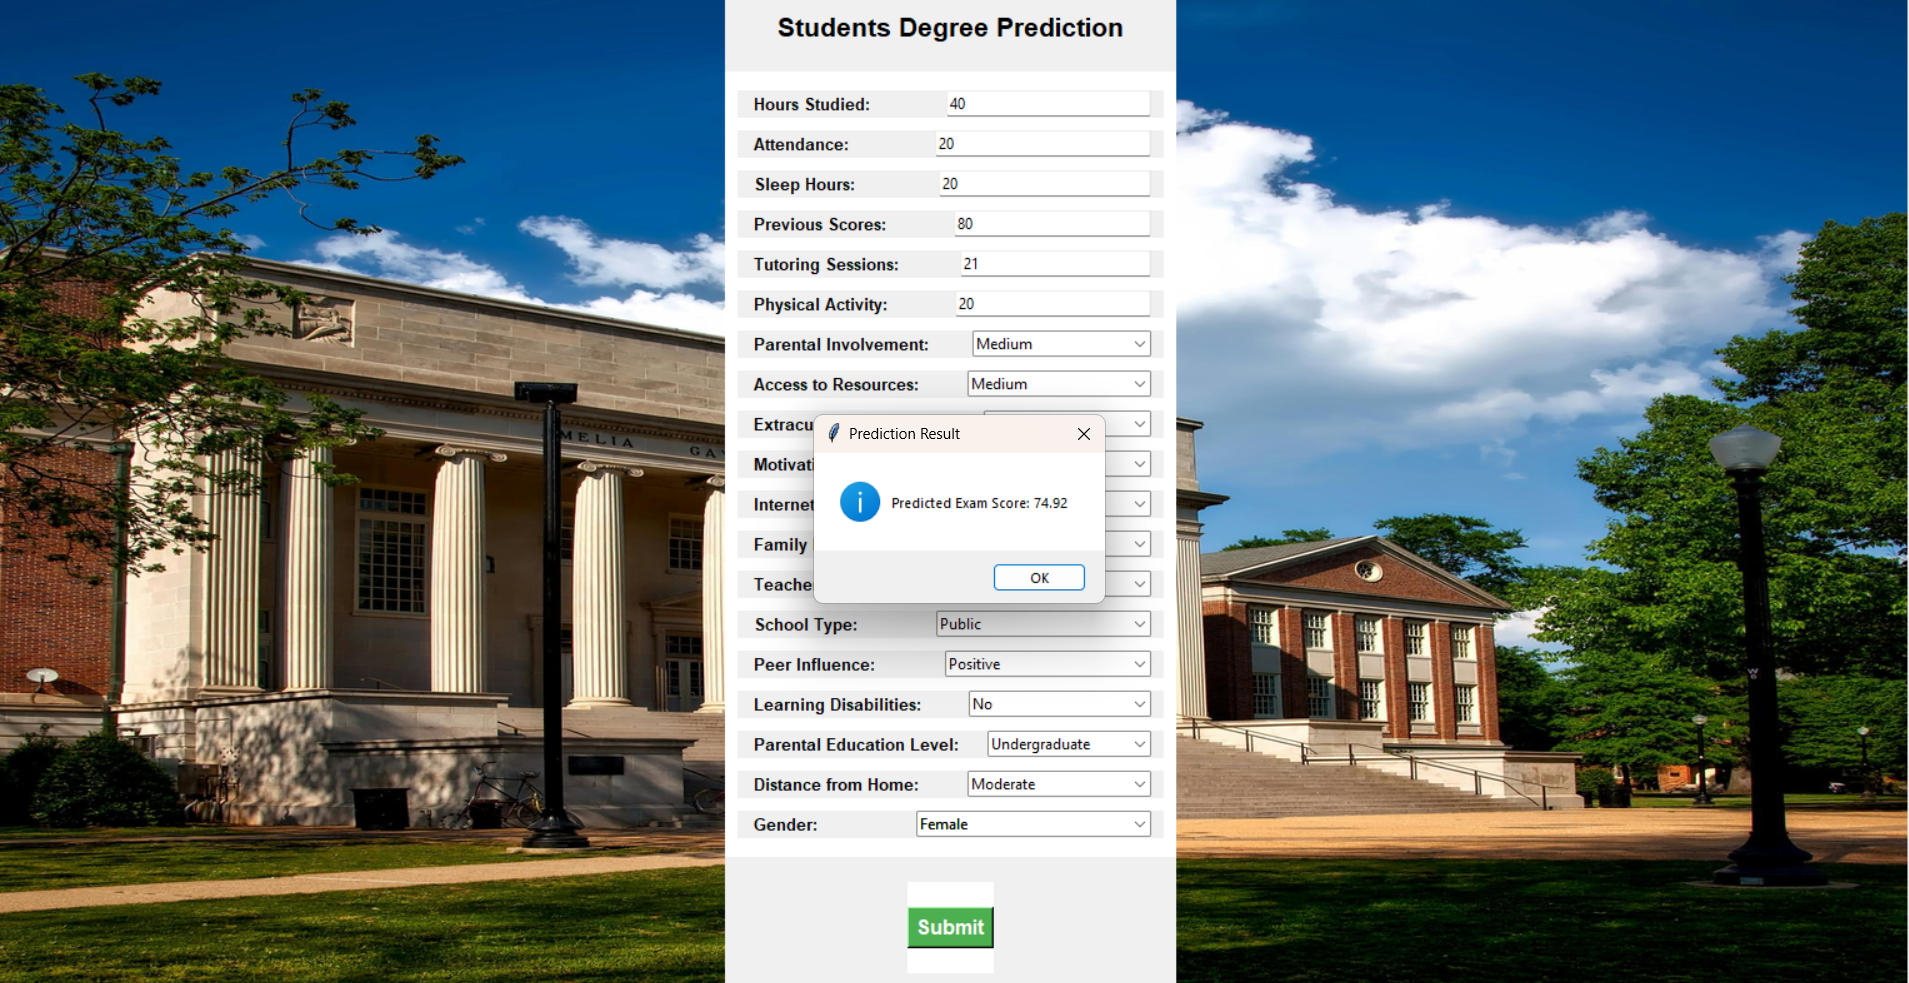 Students Degree Prediction
Hours Studied: 40
Attendance: 20
Sleep Hours: 20
Previous Scores: 80
Tutoring Sessions: 21
Physical Activity: 20
Parental Involvement: Medium
Access to Resources: Medium
Extracu
Prediction Result
Motivati
Internet
Predicted Exam Score: 74.92
Family
Teache
OK
School Type: Public
Peer Influence: Positive
Learning Disabilities: No
Parental Education Level: Undergraduate
Distance from Home: Moderate
Gender: Female
Submit
MELIA GA